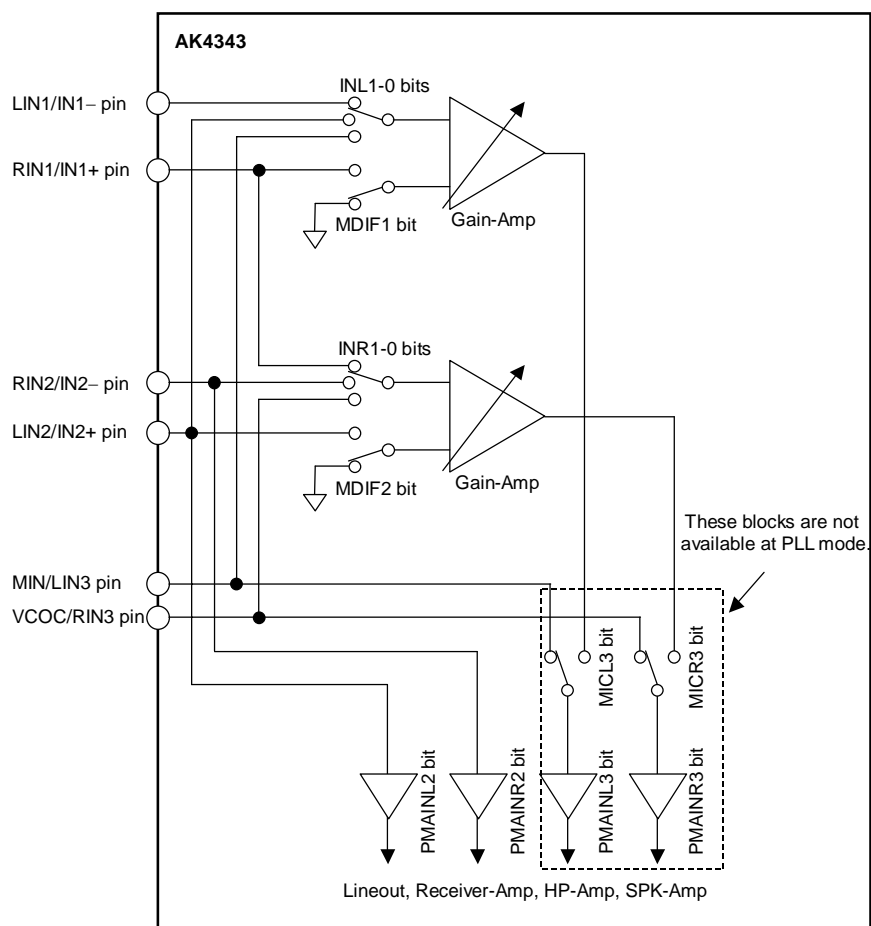 AK4343
INL1-0 bits
LIN1/IN1− pin
RIN1/IN1+ pin
MDIF1 bit
Gain-Amp
INR1-0 bits
RIN2/IN2− pin
LIN2/IN2+ pin
MDIF2 bit
Gain-Amp
These blocks are not
available at PLL mode.
MIN/LIN3 pin
VCOC/RIN3 pin
MICL3 bit
MICR3 bit
PMAINL2 bit
PMAINR2 bit
PMAINL3 bit
PMAINR3 bit
Lineout, Receiver-Amp, HP-Amp, SPK-Amp